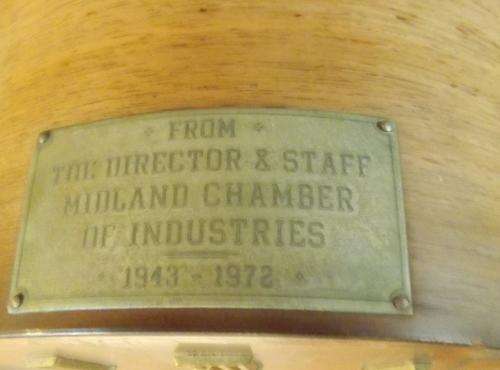 FROM
THE DIRECTOR & STAFF
MIDLAND CHAMBER
OF INDUSTRIES
1943 - 1972